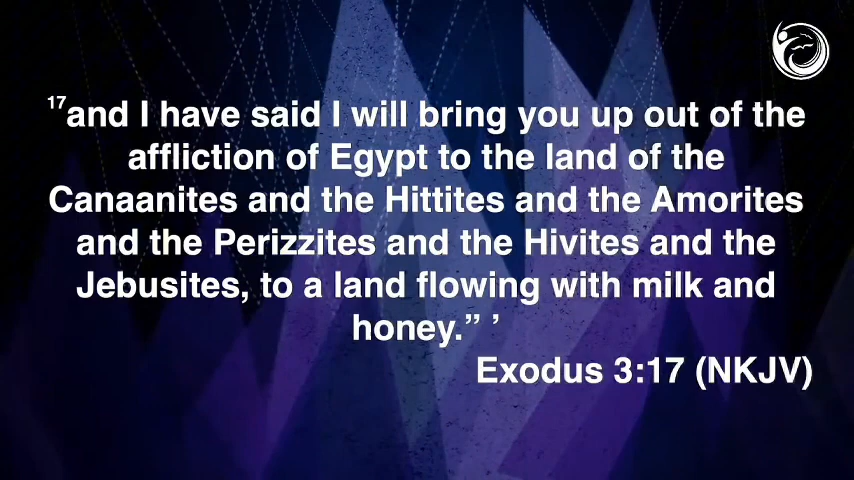 17and I have said I will bring you up out of the
affliction of Egypt to the land of the
Canaanites and the Hittites and the Amorites
and the Perizzites and the Hivites and the
Jebusites, to a land flowing with milk and
honey.” ’
Exodus 3:17 (NKJV)